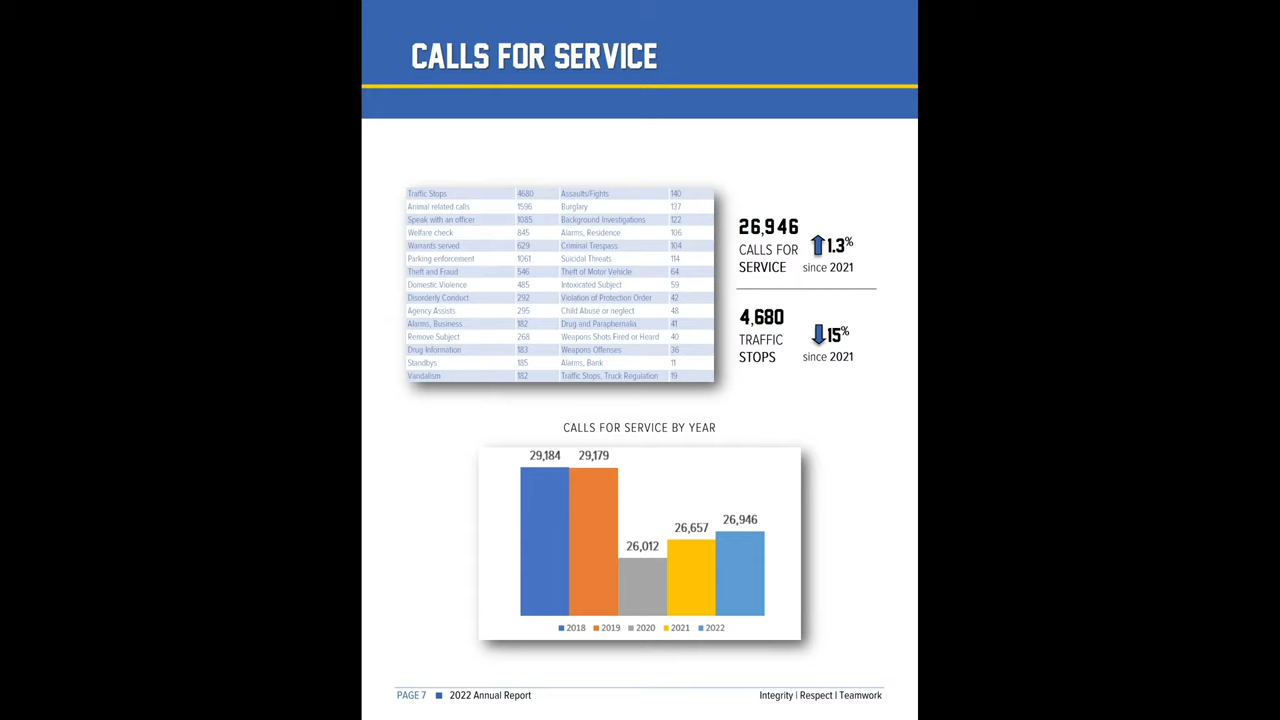 CALLS FOR SERVICE
Traffic Stops 4680 Assaults/Fights 140
Animal related calls 1596 Burglary 137
Speak with an officer 1085 Background Investigations 122
Welfare check 845 Alarms, Residence 106
Warrants served 629 Criminal Trespass 104
Parking enforcement 1061 Suicidal Threats 114
Theft and Fraud 546 Theft of Motor Vehicle 64
Domestic Violence 485 Intoxicated Subject 59
Disorderly Conduct 292 Violation of Protection Order 42
Agency Assists 295 Child Abuse or neglect 48
Alarms, Business 182 Drug and Paraphernalia 41
Remove Subject 268 Weapons Shots Fired or Heard 40
Drug Information 183 Weapons Offenses 36
Standbys 185 Alarms, Bank 11
Vandalism 182 Traffic Stops, Truck Regulation 19
26,946
CALLS FOR
SERVICE
1.3%
since 2021
4,680
TRAFFIC
STOPS
15%
since 2021
CALLS FOR SERVICE BY YEAR
29,184 29,179
26,012
26,657
26,946
2018 2019 2020 2021 2022
PAGE 7 2022 Annual Report Integrity | Respect | Teamwork